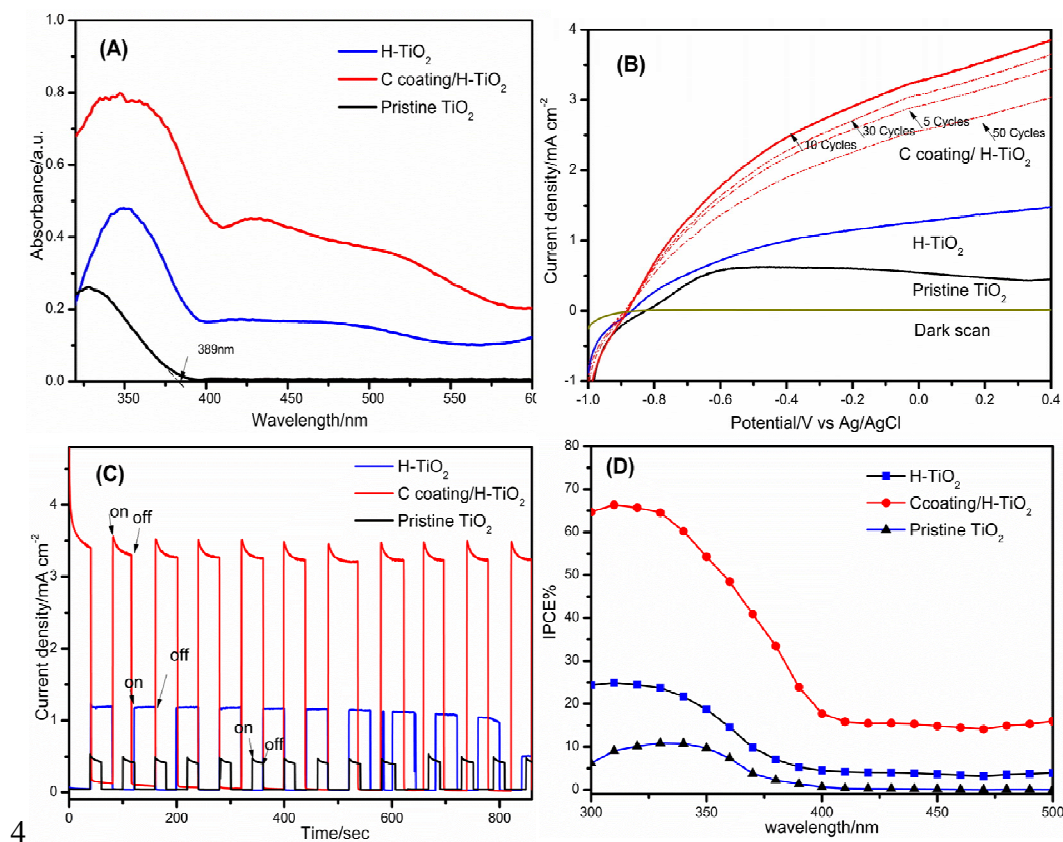 (A)
H-TiO₂
C coating/H-TiO₂
Pristine TiO₂
389nm
Absorbance/a.u.
0.0
0.2
0.4
0.6
0.8
1.0
350
400
450
500
550
60
Wavelength/nm
(B)
10 Cycles
30 Cycles
5 Cycles
50 Cycles
C coating/ H-TiO₂
H-TiO₂
Pristine TiO₂
Dark scan
Current density/mA cm⁻²
4
3
2
1
0
-1
-1.0
-0.8
-0.6
-0.4
-0.2
0.0
0.2
0.4
Potential/V vs Ag/AgCl
(C)
H-TiO₂
C coating/H-TiO₂
Pristine TiO₂
on
off
on
off
on
off
Current density/mA cm⁻²
4
3
2
1
0
0
200
400
600
800
Time/sec
(D)
H-TiO₂
Ccoating/H-TiO₂
Pristine TiO₂
IPCE%
80
70
60
50
40
30
20
10
0
300
350
400
450
500
wavelength/nm
4